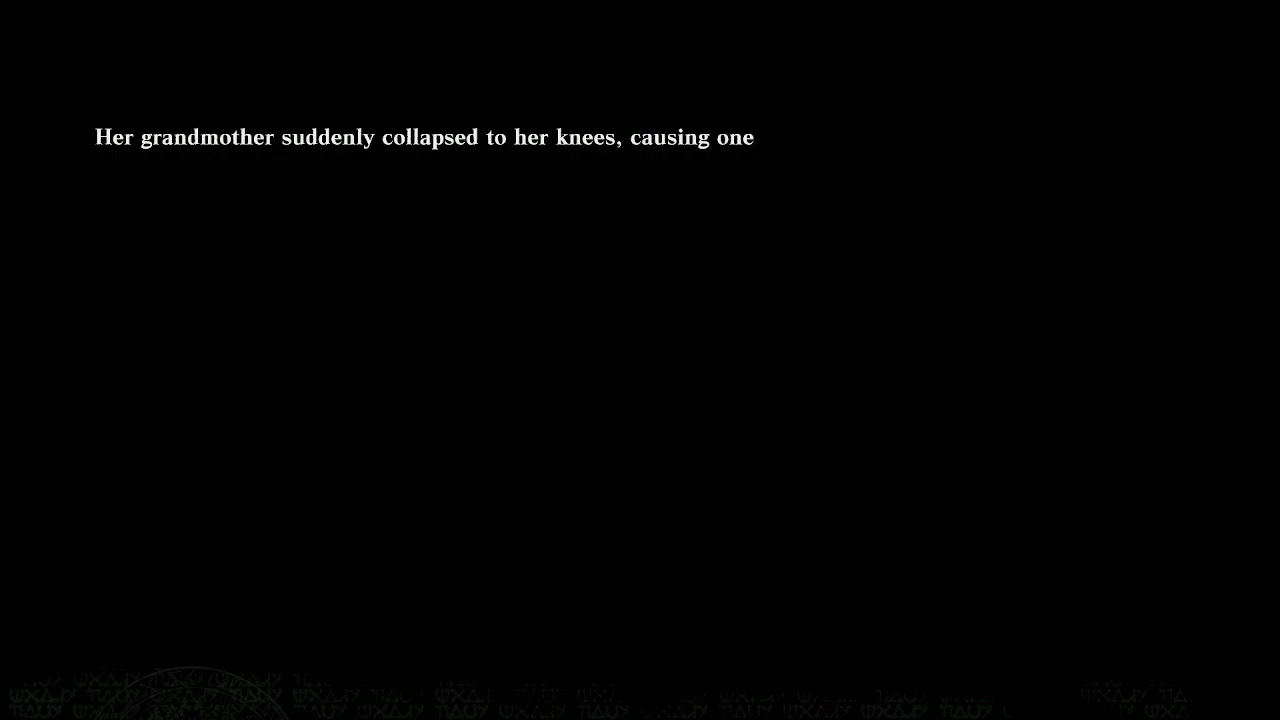 Her grandmother suddenly collapsed to her knees, causing one